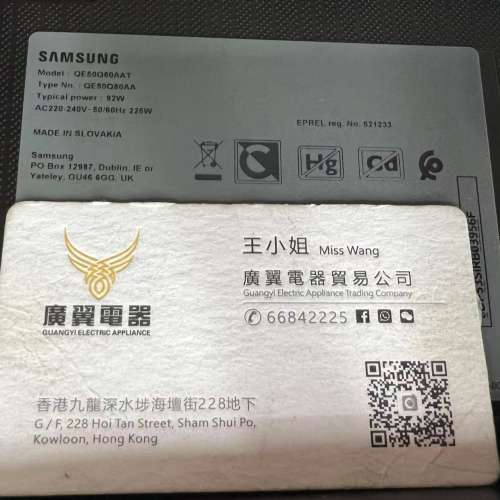 SAMSUNG
Model : QE50Q80AAT
Type No. : QE50Q80AA
Typical power : 92W
AC220-240V~50/60Hz 225W
EPREL reg. No. 521233
MADE IN SLOVAKIA
Samsung
PO Box 12987, Dublin. IE or
Yateley, GU46 6GG. UK
Hg
Cd
王小姐 Miss Wang
廣翼電器貿易公司
Guangyi Electric Appliance Trading Company
66842225
廣翼電器
GUANGYI ELECTRIC APPLIANCE
香港九龍深水埗海壇街228地下
G / F, 228 Hoi Tan Street, Sham Shui Po,
Kowloon, Hong Kong